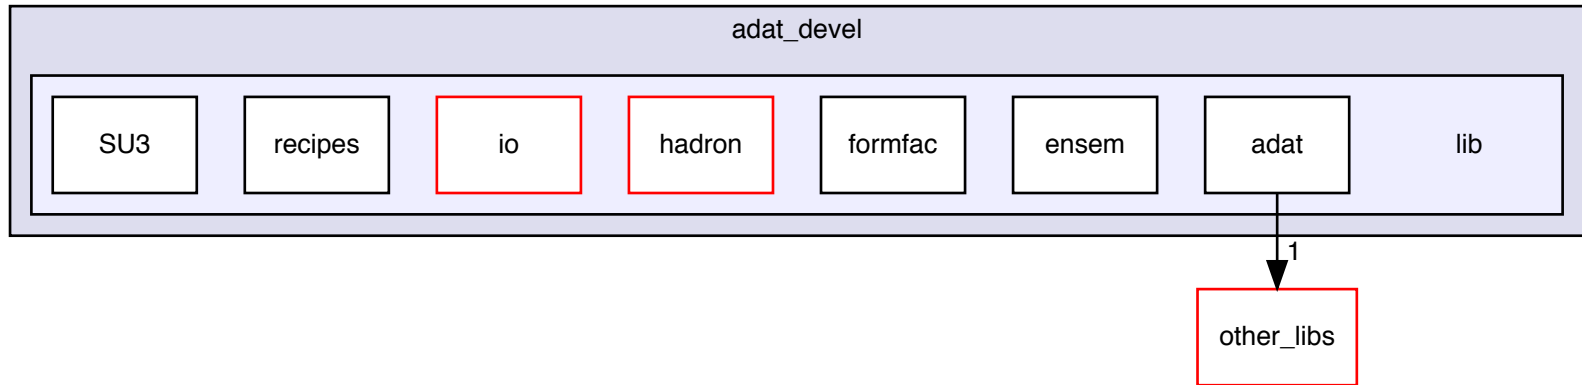 adat_devel
SU3 recipes io hadron formfac ensem adat lib
1
other_libs